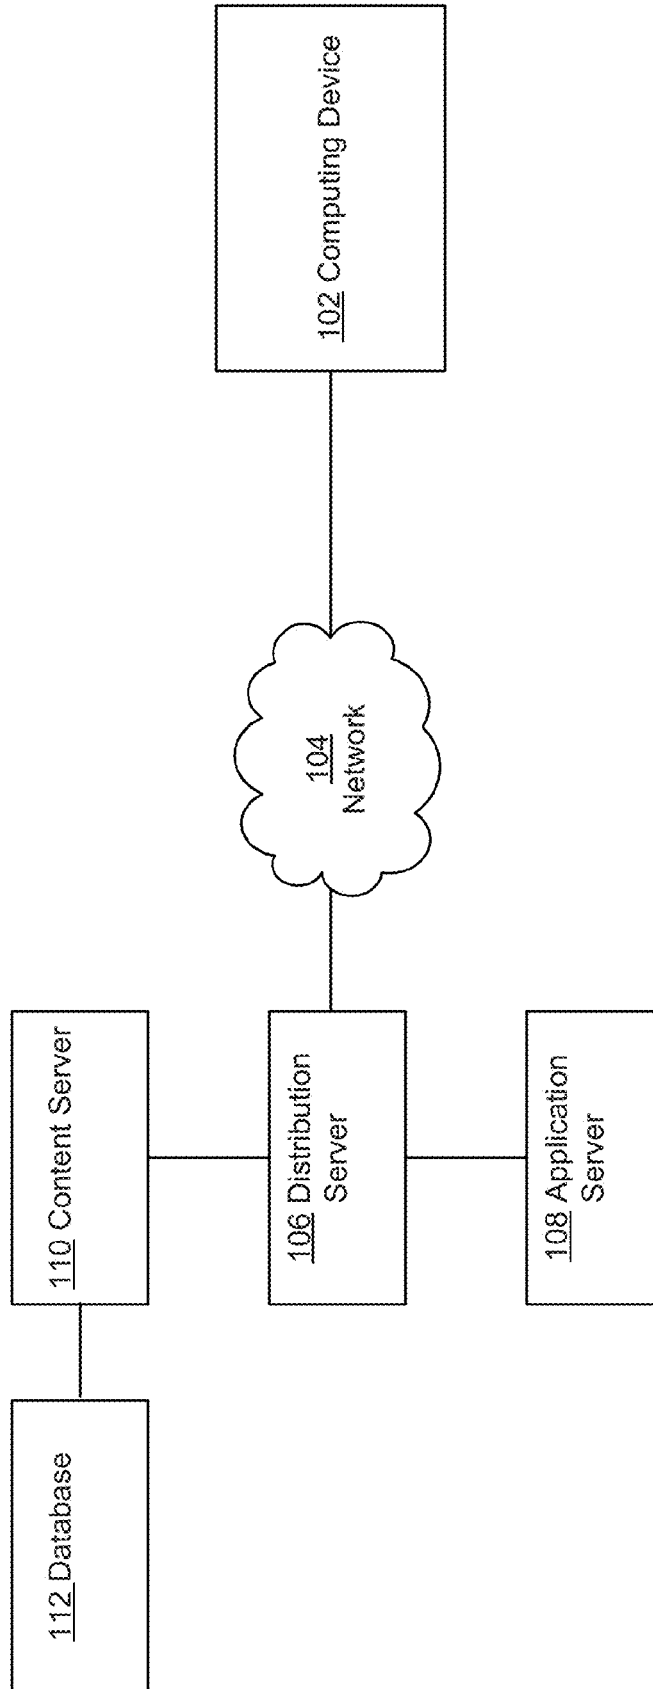 112 Database
110 Content Server
106 Distribution
Server
108 Application
Server
104
Network
102 Computing Device